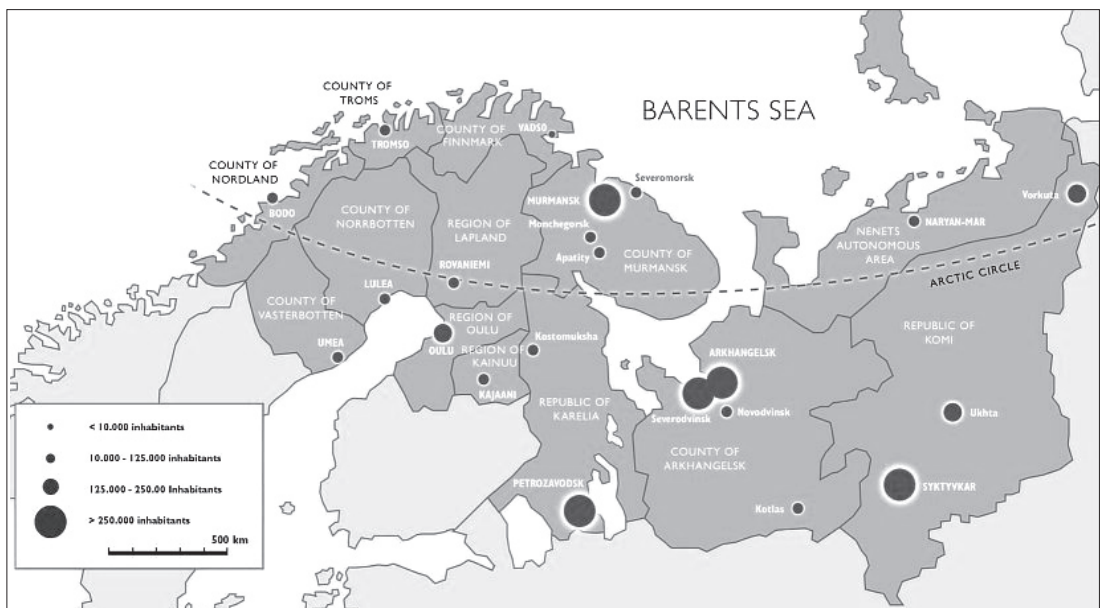 COUNTY OF
TROMS
BARENTS SEA
COUNTY OF
FINNMARK
VADSO
TROMSO
COUNTY OF
NORDLAND
BODO
Severomorsk
MURMANSK
Monchegorsk
Apatity
COUNTY OF
MURMANSK
COUNTY OF
NORRBOTTEN
REGION OF
LAPLAND
ROVANIEMI
Vorkuta
NARYAN-MAR
NENETS
AUTONOMOUS
AREA
ARCTIC CIRCLE
LULEA
COUNTY OF
VASTERBOTTEN
UMEA
REGION OF
OULU
OULU
REGION OF
KAINUU
KAJAANI
Kostomuksha
REPUBLIC OF
KARELIA
ARKHANGELSK
Severodvinsk
Novodvinsk
COUNTY OF
ARKHANGELSK
REPUBLIC OF
KOMI
Ukhta
SYKTYVKAR
Kotlas
PETROZAVODSK
< 10.000 inhabitants
10.000 - 125.000 inhabitants
125.000 - 250.00 Inhabitants
> 250.000 inhabitants
500 km